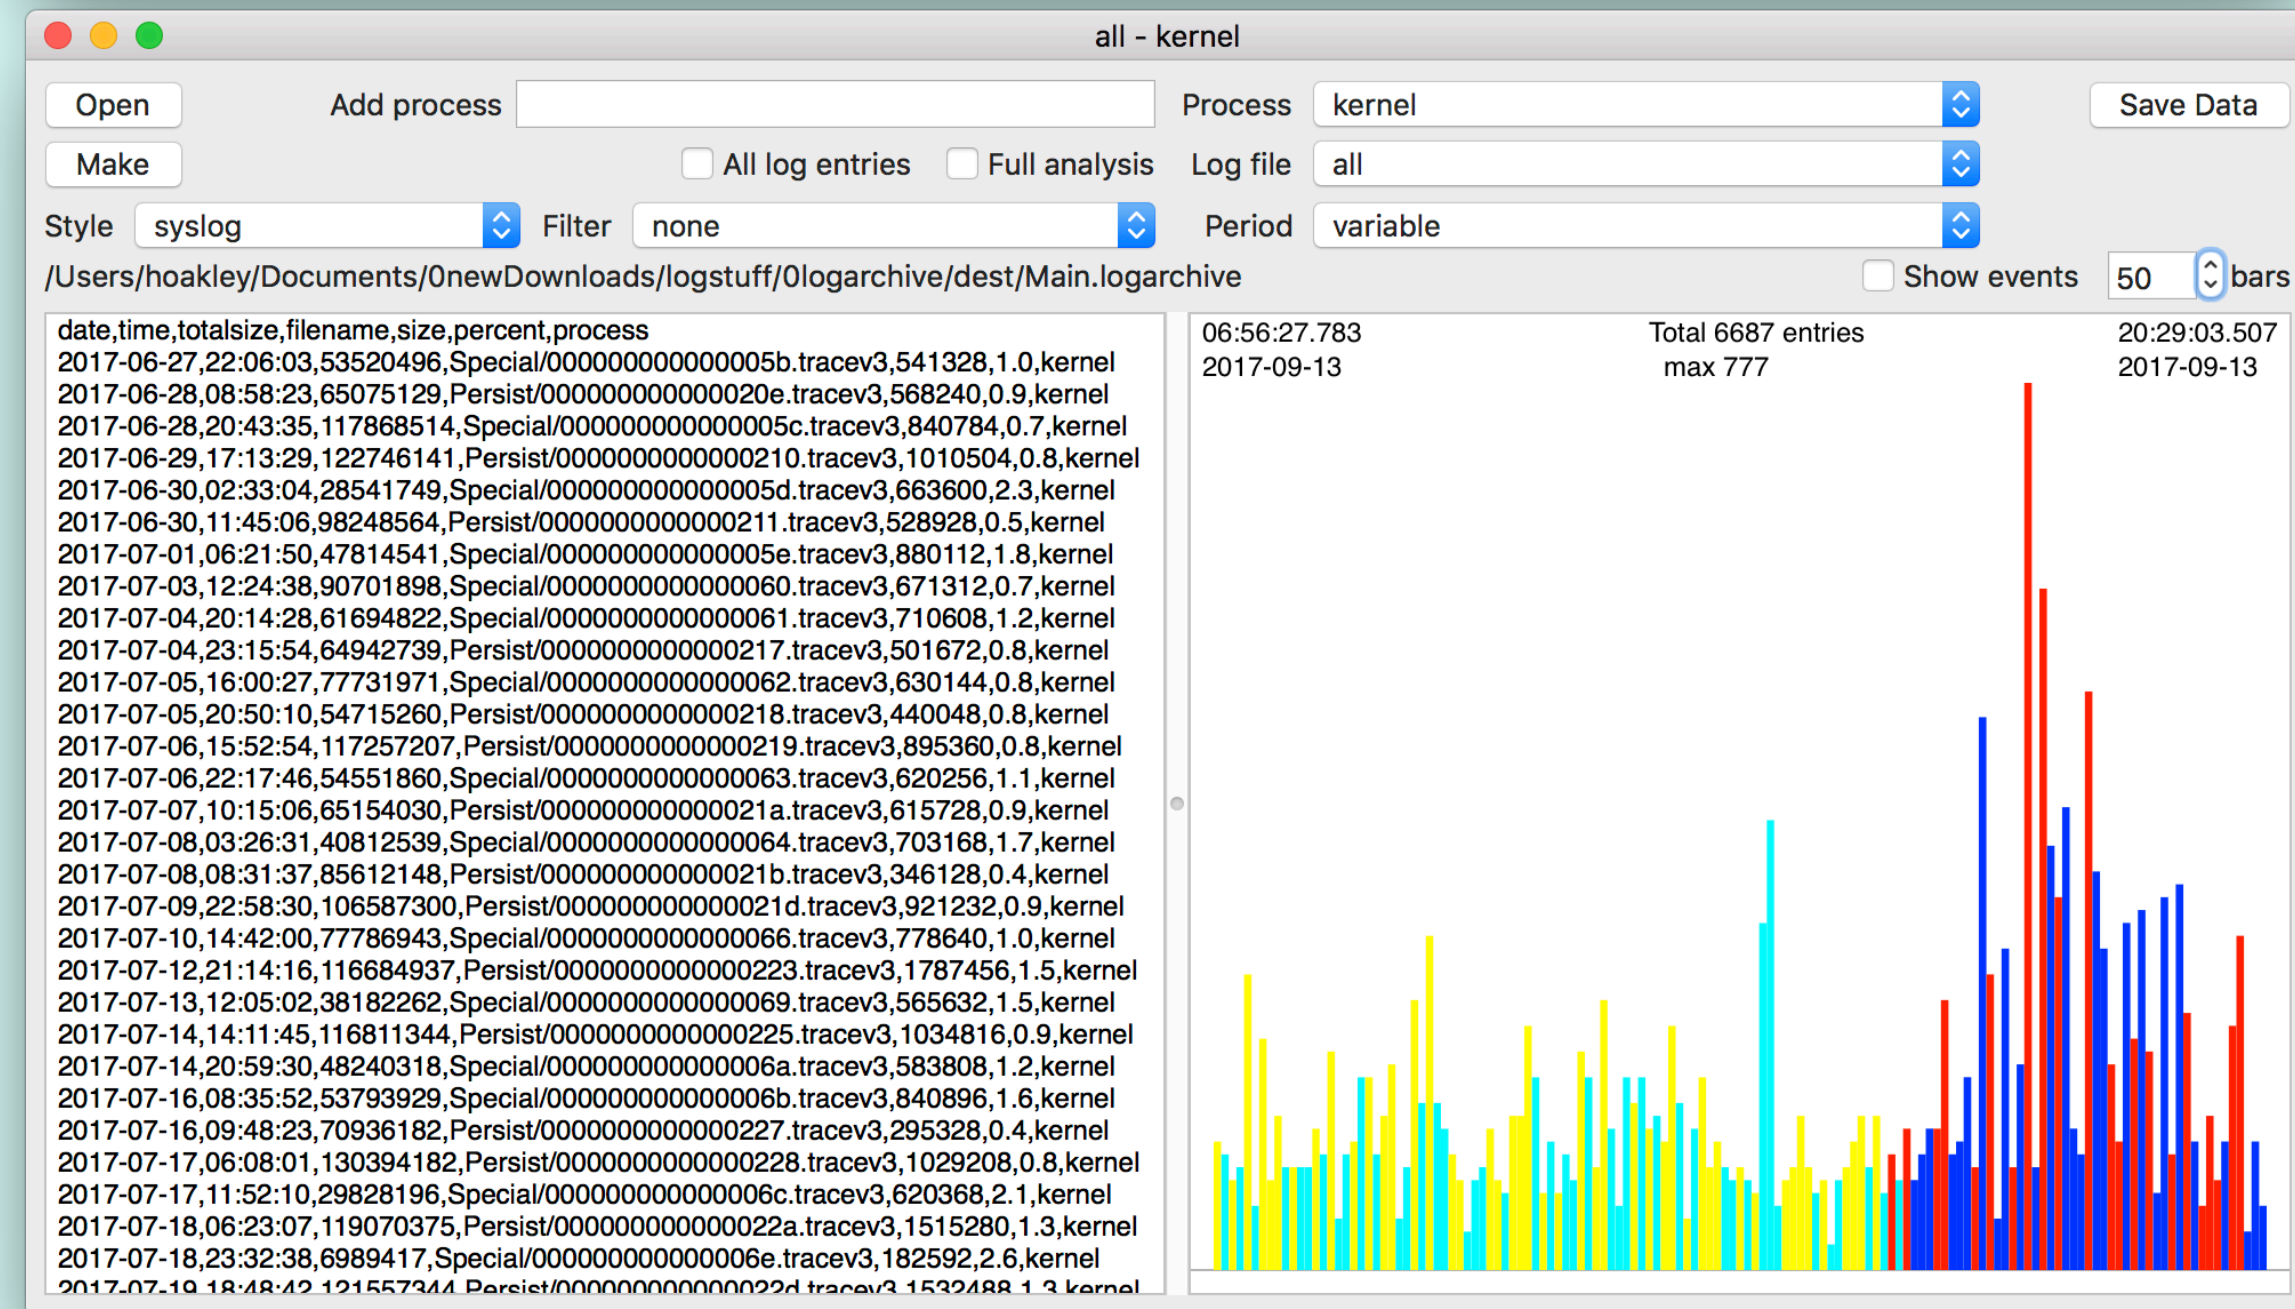 all - kernel
Open Add process Process kernel Save Data
Make All log entries Full analysis Log file all
Style syslog Filter none Period variable
/Users/hoakley/Documents/0newDownloads/logstuff/0logarchive/dest/Main.logarchive Show events 50 bars
date,time,totalsize,filename,size,percent,process
2017-06-27,22:06:03,53520496,Special/000000000000005b.tracev3,541328,1.0,kernel
2017-06-28,08:58:23,65075129,Persist/000000000000020e.tracev3,568240,0.9,kernel
2017-06-28,20:43:35,117868514,Special/000000000000005c.tracev3,840784,0.7,kernel
2017-06-29,17:13:29,122746141,Persist/0000000000000210.tracev3,1010504,0.8,kernel
2017-06-30,02:33:04,28541749,Special/000000000000005d.tracev3,663600,2.3,kernel
2017-06-30,11:45:06,98248564,Persist/0000000000000211.tracev3,528928,0.5,kernel
2017-07-01,06:21:50,47814541,Special/000000000000005e.tracev3,880112,1.8,kernel
2017-07-03,12:24:38,90701898,Special/0000000000000060.tracev3,671312,0.7,kernel
2017-07-04,20:14:28,61694822,Special/0000000000000061.tracev3,710608,1.2,kernel
2017-07-04,23:15:54,64942739,Persist/0000000000000217.tracev3,501672,0.8,kernel
2017-07-05,16:00:27,77731971,Special/0000000000000062.tracev3,630144,0.8,kernel
2017-07-05,20:50:10,54715260,Persist/0000000000000218.tracev3,440048,0.8,kernel
2017-07-06,15:52:54,117257207,Persist/0000000000000219.tracev3,895360,0.8,kernel
2017-07-06,22:17:46,54551860,Special/0000000000000063.tracev3,620256,1.1,kernel
2017-07-07,10:15:06,65154030,Persist/000000000000021a.tracev3,615728,0.9,kernel
2017-07-08,03:26:31,40812539,Special/0000000000000064.tracev3,703168,1.7,kernel
2017-07-08,08:31:37,85612148,Persist/000000000000021b.tracev3,346128,0.4,kernel
2017-07-09,22:58:30,106587300,Persist/000000000000021d.tracev3,921232,0.9,kernel
2017-07-10,14:42:00,77786943,Special/0000000000000066.tracev3,778640,1.0,kernel
2017-07-12,21:14:16,116684937,Persist/0000000000000223.tracev3,1787456,1.5,kernel
2017-07-13,12:05:02,38182262,Special/0000000000000069.tracev3,565632,1.5,kernel
2017-07-14,14:11:45,116811344,Persist/0000000000000225.tracev3,1034816,0.9,kernel
2017-07-14,20:59:30,48240318,Special/000000000000006a.tracev3,583808,1.2,kernel
2017-07-16,08:35:52,53793929,Special/000000000000006b.tracev3,840896,1.6,kernel
2017-07-16,09:48:23,70936182,Persist/0000000000000227.tracev3,295328,0.4,kernel
2017-07-17,06:08:01,130394182,Persist/0000000000000228.tracev3,1029208,0.8,kernel
2017-07-17,11:52:10,29828196,Special/000000000000006c.tracev3,620368,2.1,kernel
2017-07-18,06:23:07,119070375,Persist/000000000000022a.tracev3,1515280,1.3,kernel
2017-07-18,23:32:38,6989417,Special/000000000000006e.tracev3,182592,2.6,kernel
2017-07-19,18:48:42,121557344,Persist/000000000000022d.tracev3,1532488,1.3,kernel
06:56:27.783 Total 6687 entries 20:29:03.507
2017-09-13 max 777 2017-09-13